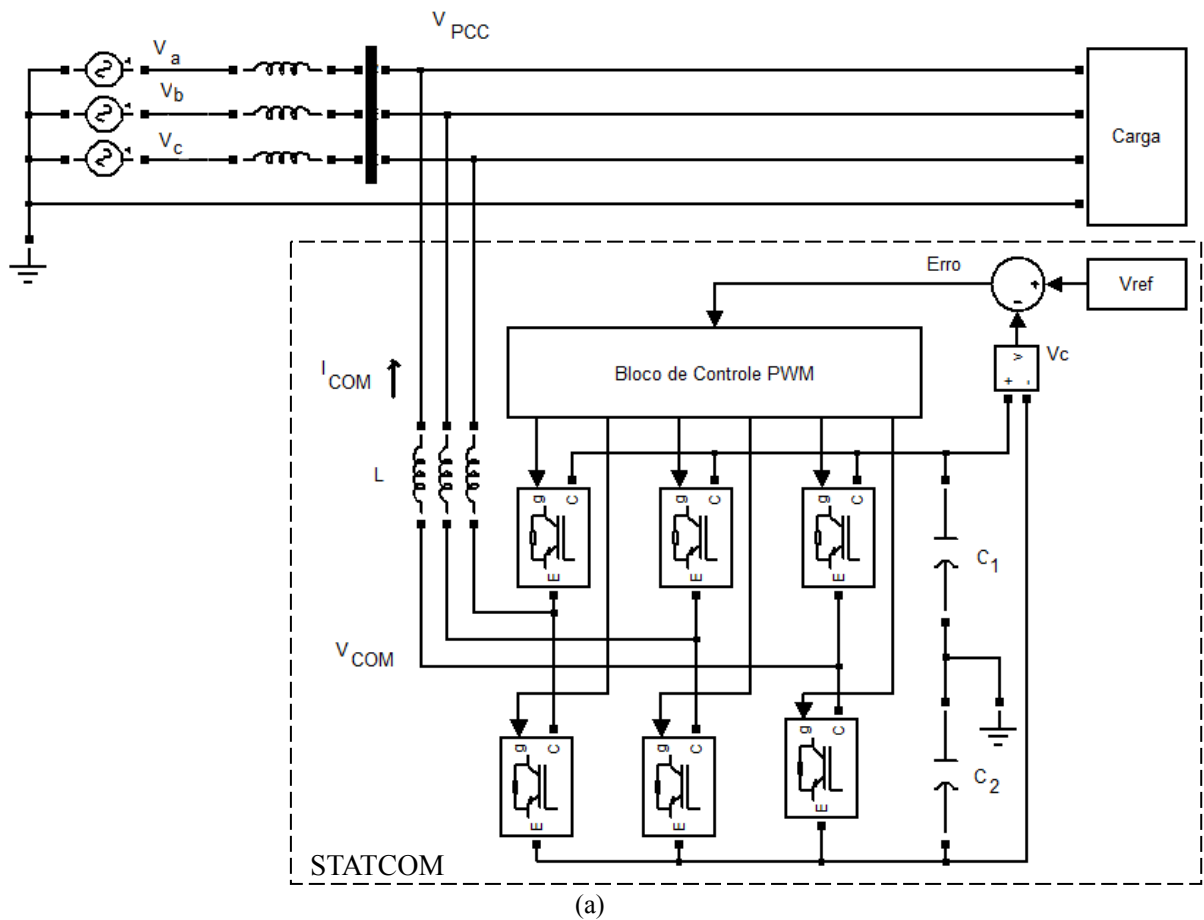 V PCC
V a
V b
V c
Carga
Erro
+
-
Vref
Vc
V
+
-
Bloco de Controle PWM
I COM
L
g
C
E
g
C
E
g
C
E
C 1
V COM
g
C
E
g
C
E
g
C
E
C 2
STATCOM
(a)